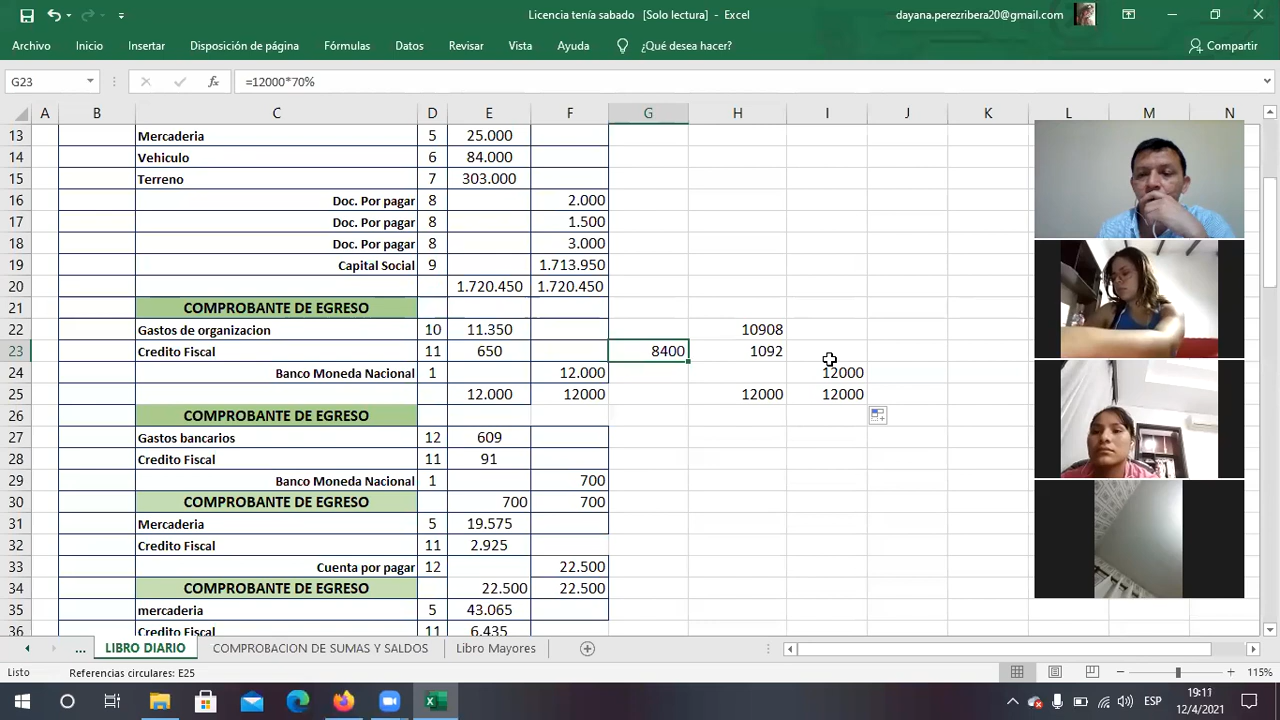 Licencia tenía sabado [Solo lectura] - Excel
dayana.perezribera20@gmail.com
Archivo Inicio Insertar Disposición de página Fórmulas Datos Revisar Vista Ayuda ¿Qué desea hacer? Compartir
G23 fx =12000*70%
A B C D E F G H I J K L M N
13 Mercaderia 5 25.000
14 Vehiculo 6 84.000
15 Terreno 7 303.000
16 Doc. Por pagar 8 2.000
17 Doc. Por pagar 8 1.500
18 Doc. Por pagar 8 3.000
19 Capital Social 9 1.713.950
20 1.720.450 1.720.450
21 COMPROBANTE DE EGRESO
22 Gastos de organizacion 10 11.350 10908
23 Credito Fiscal 11 650 8400 1092
24 Banco Moneda Nacional 1 12.000 12000
25 12.000 12000 12000 12000
26 COMPROBANTE DE EGRESO
27 Gastos bancarios 12 609
28 Credito Fiscal 11 91
29 Banco Moneda Nacional 1 700
30 COMPROBANTE DE EGRESO 700 700
31 Mercaderia 5 19.575
32 Credito Fiscal 11 2.925
33 Cuenta por pagar 12 22.500
34 COMPROBANTE DE EGRESO 22.500 22.500
35 mercaderia 5 43.065
36 Credito Fiscal 11 6.435
... LIBRO DIARIO COMPROBACION DE SUMAS Y SALDOS Libro Mayores
Listo Referencias circulares: E25 115%
ESP 19:11
12/4/2021